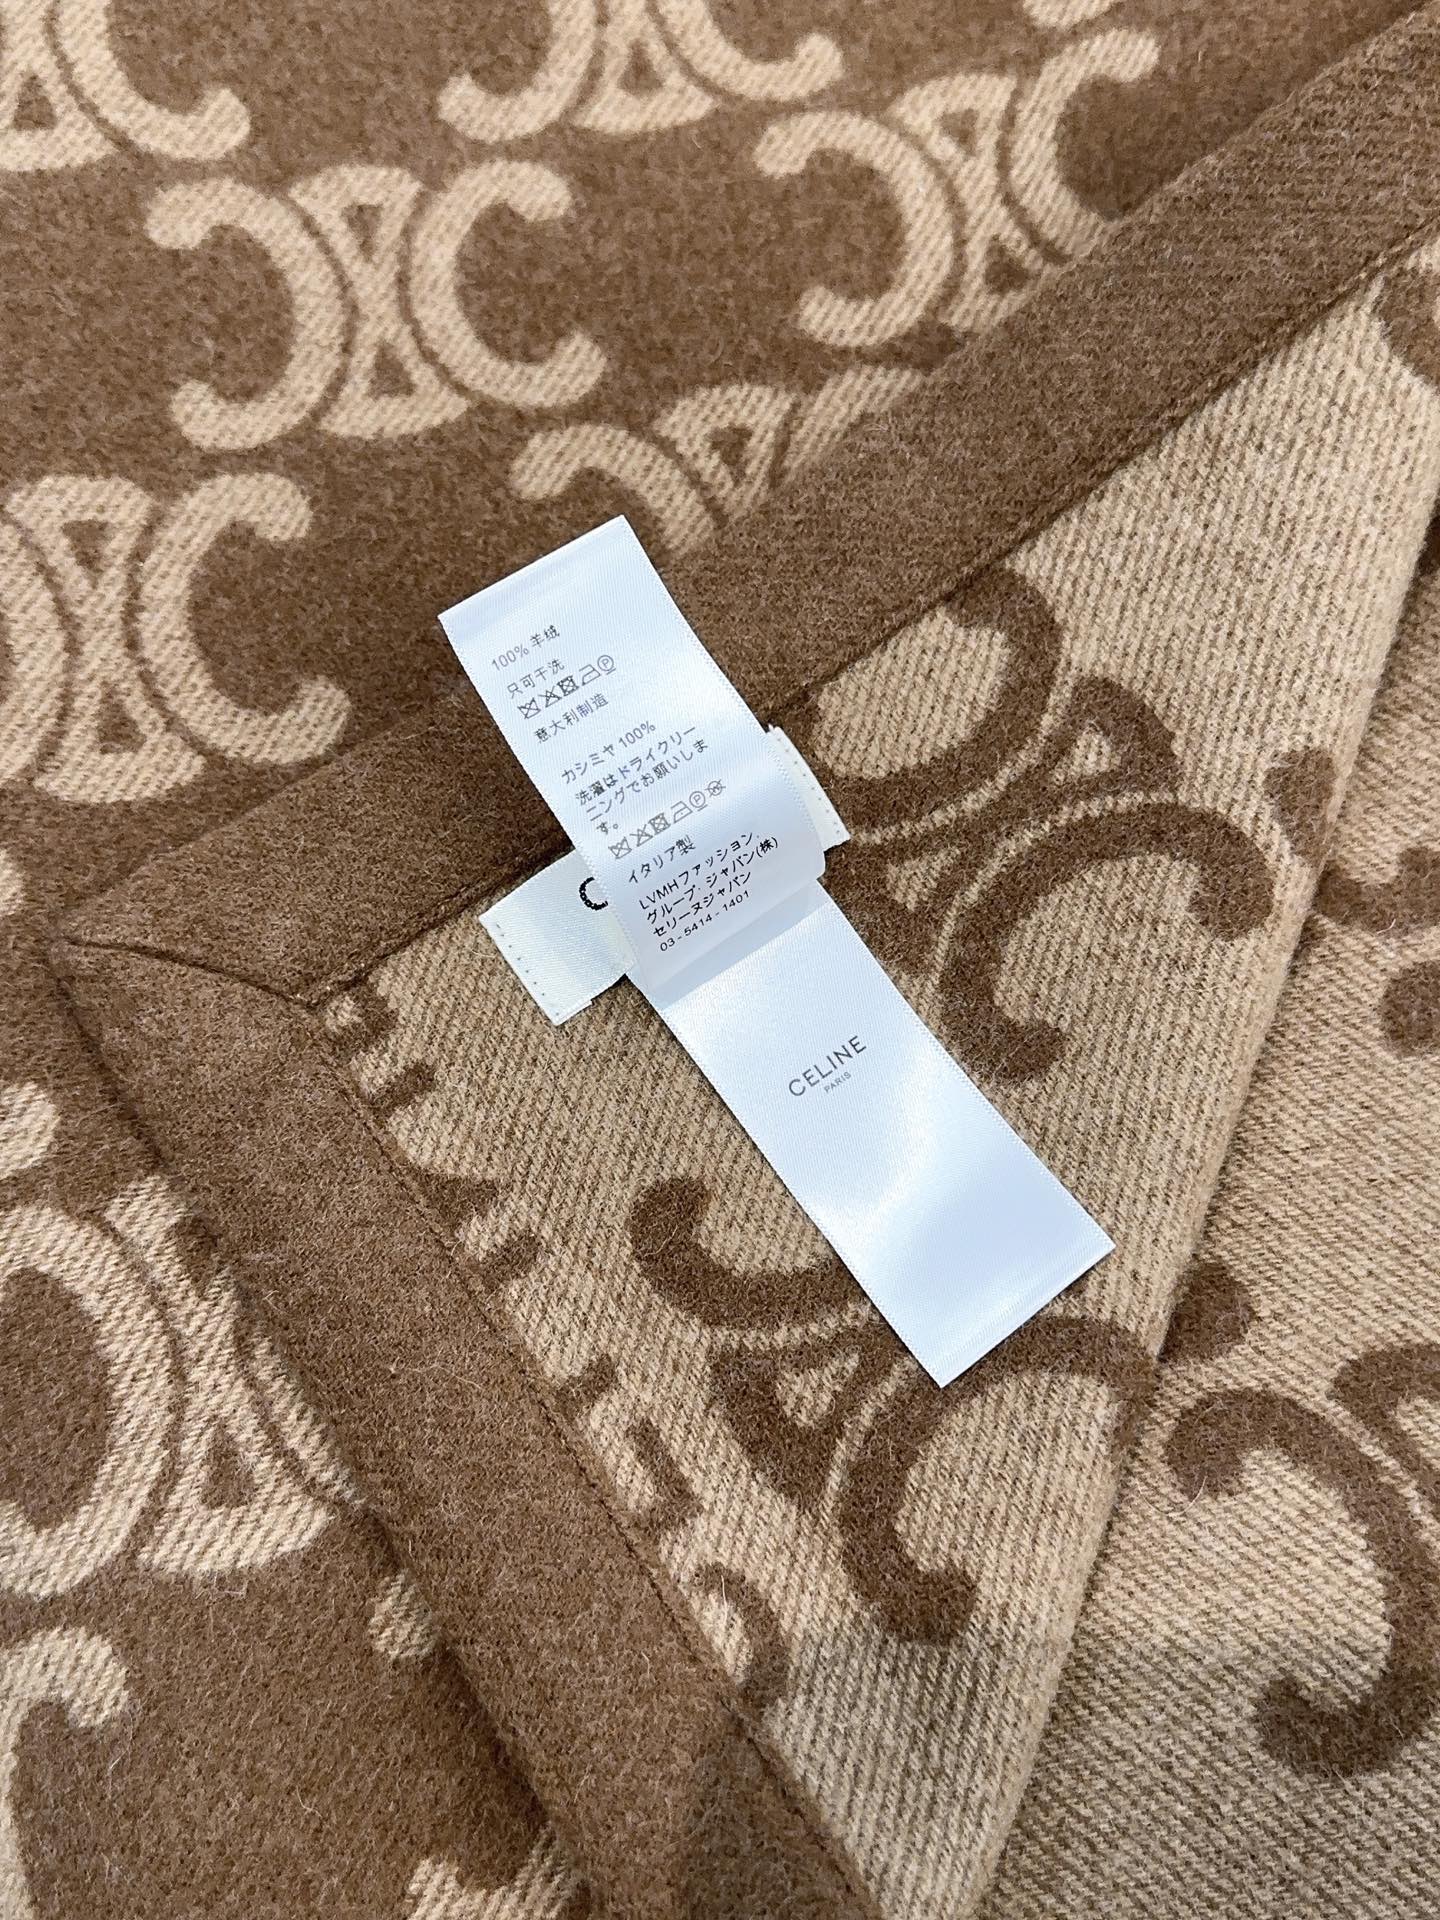 100% 羊绒
只可干洗
意大利制造
カシミヤ 100%
洗濯はドライクリー
ニングでお願いしま
す。
イタリア製
LVMHファッション.
グループ. ジャパン(株)
セリーヌジャパン
03-5414-1401
C
CELINE
PARIS